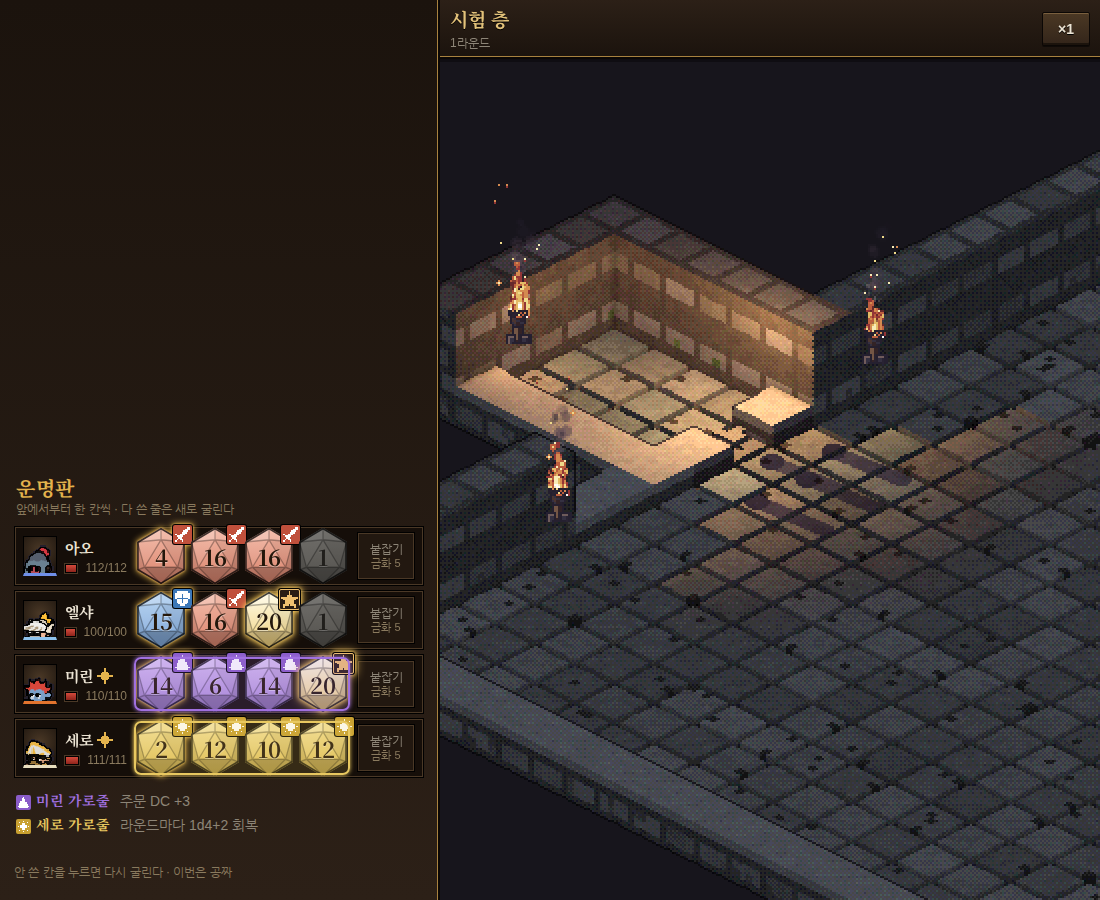 시험 층
1라운드
×1
운명판
앞에서부터 한 칸씩 · 다 쓴 줄은 새로 굴린다
아오
112/112
4 16 16 1
붙잡기
금화 5
엘샤
100/100
15 16 20 1
붙잡기
금화 5
미린
110/110
14 6 14 20
붙잡기
금화 5
세로
111/111
2 12 10 12
붙잡기
금화 5
미린 가로줄 주문 DC +3
세로 가로줄 라운드마다 1d4+2 회복
안 쓴 칸을 누르면 다시 굴린다 · 이번은 공짜